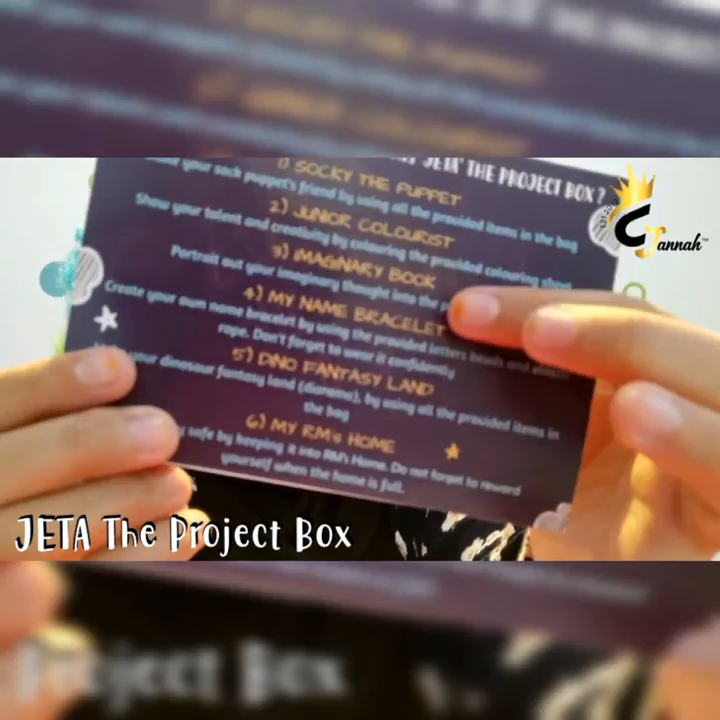 'JETA' THE PROJECT BOX?
1) SOCKY THE PUPPET
your sock puppet's friend by using all the provided items in the bag
2) JUNIOR COLOURIST
Show your talent and creativity by colouring the provided colouring sheet
3) IMAGINARY BOOK
Portrait out your imaginary thought into the
4) MY NAME BRACELET
Create your own name bracelet by using the provided letters beads and elastic
rope. Don't forget to wear it confidently
5) DINO FANTASY LAND
your dinosaur fantasy land (diorama), by using all the provided items in
the bag
6) MY RM's HOME
safe by keeping it into RM's Home. Do not forget to reward
yourself when the home is full.
C Jannah™
JETA The Project Box